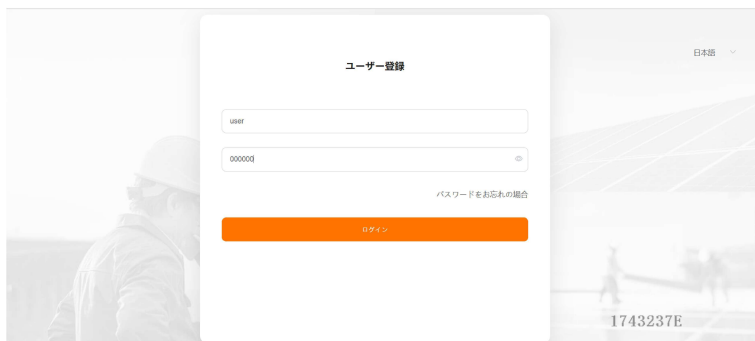 日本語
ユーザー登録
user
000000
パスワードをお忘れの場合
ログイン
1743237E